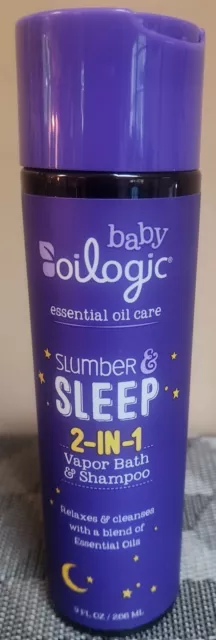 baby
oilogic®
essential oil care
SLUMBER &
SLEEP
2-IN-1
Vapor Bath
& Shampoo
Relaxes & cleanses
with a blend of
Essential Oils
9 FL OZ / 266 ML